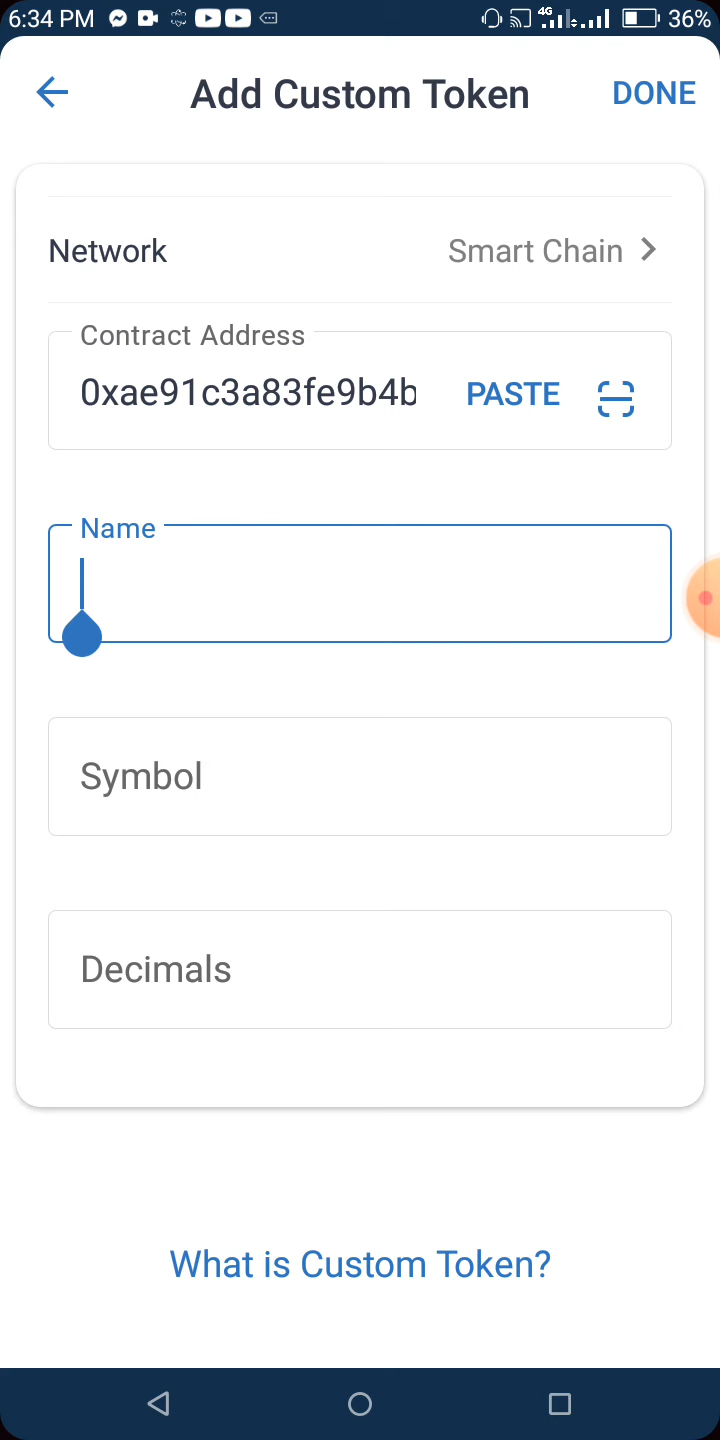 6:34 PM 4G 36%
Add Custom Token DONE
Network Smart Chain
Contract Address
0xae91c3a83fe9b4b PASTE
Name
Symbol
Decimals
What is Custom Token?